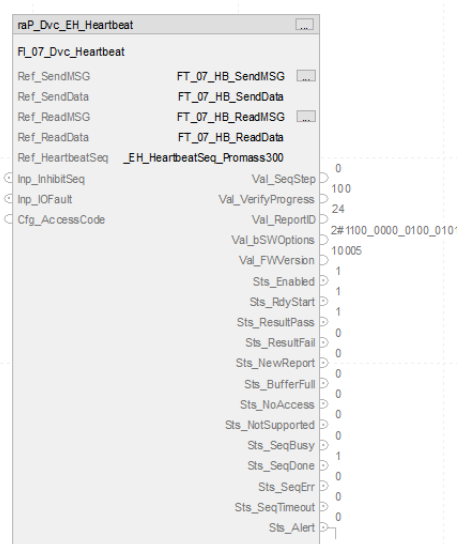 raP_Dvc_EH_Heartbeat ...
FI_07_Dvc_Heartbeat
Ref_SendMSG FT_07_HB_SendMSG ...
Ref_SendData FT_07_HB_SendData
Ref_ReadMSG FT_07_HB_ReadMSG ...
Ref_ReadData FT_07_HB_ReadData
Ref_HeartbeatSeq _EH_HeartbeatSeq_Promass300
Inp_InhibitSeq Val_SeqStep 0
Inp_IOFault Val_VerifyProgress 100
Cfg_AccessCode Val_ReportID 24
Val_bSWOptions 2#1100_0000_0100_0101
Val_FWVersion 10005
Sts_Enabled 1
Sts_RdyStart 1
Sts_ResultPass 1
Sts_ResultFail 0
Sts_NewReport 0
Sts_BufferFull 0
Sts_NoAccess 0
Sts_NotSupported 0
Sts_SeqBusy 0
Sts_SeqDone 1
Sts_SeqErr 0
Sts_SeqTimeout 0
Sts_Alert 0